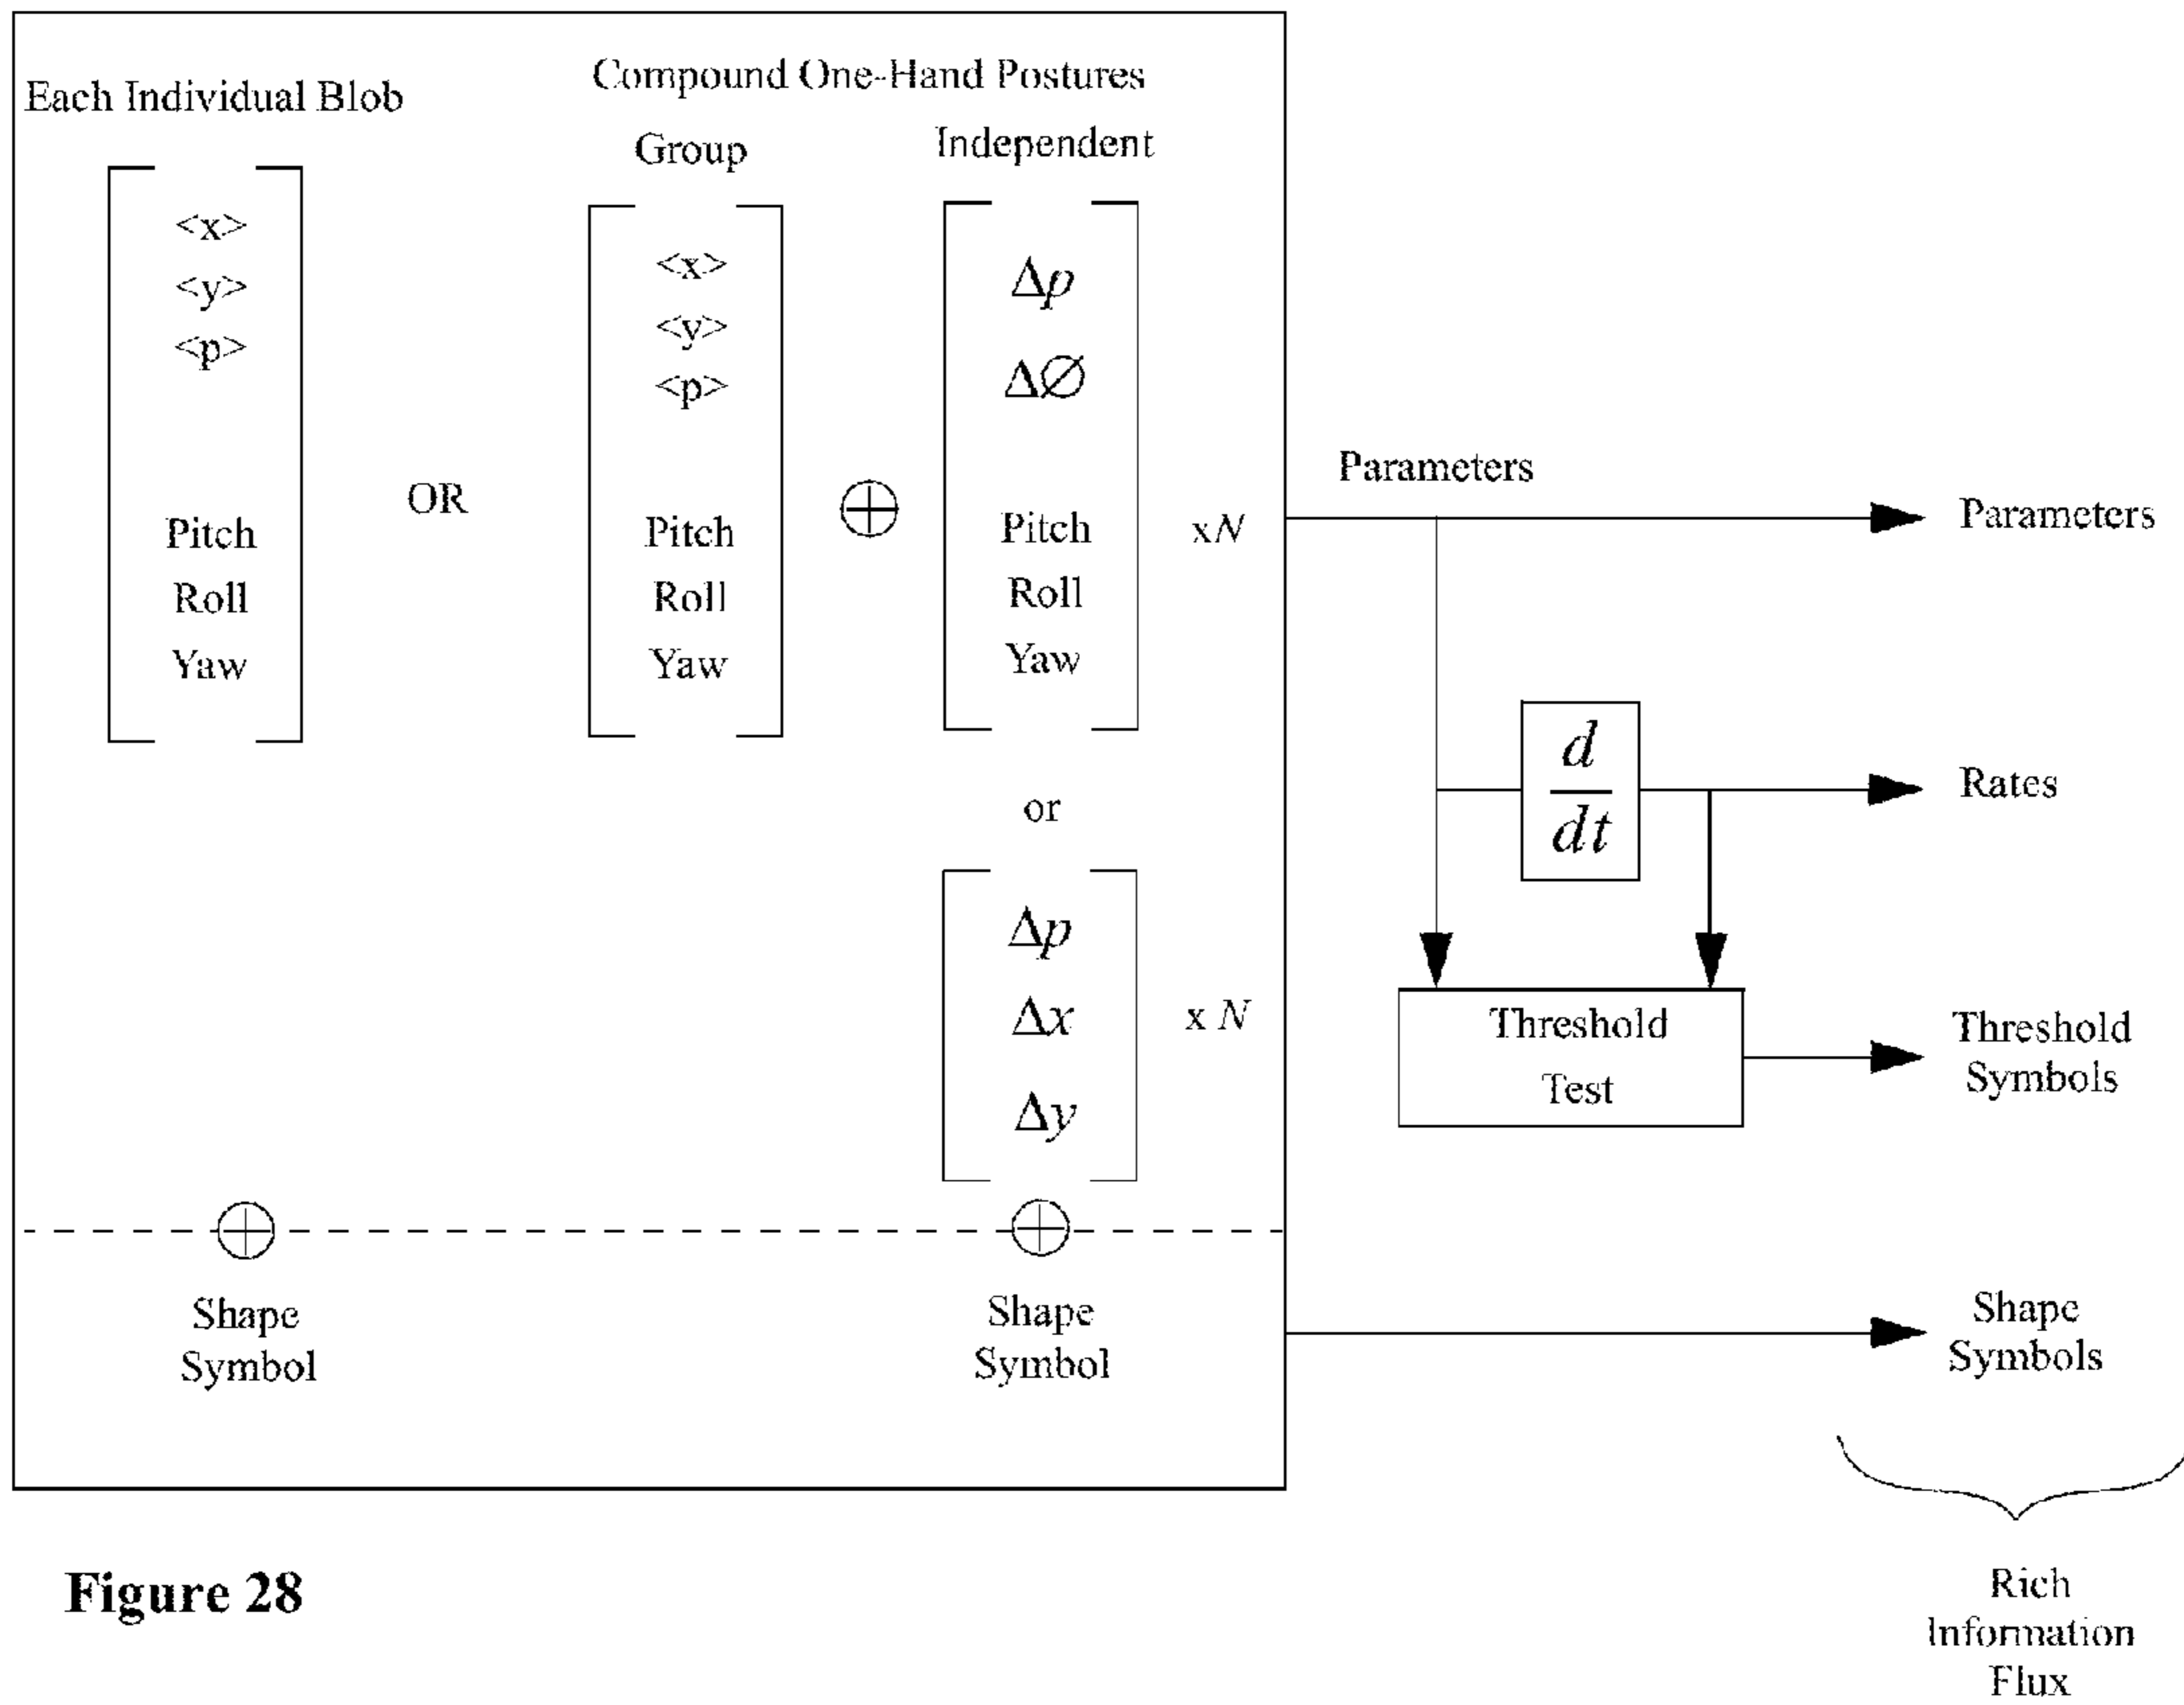 Each Individual Blob
<x>
<y>
<p>
Pitch
Roll
Yaw
OR
Compound One-Hand Postures
Group
<x>
<y>
<p>
Pitch
Roll
Yaw
⊕
Independent
Δp
Δ∅
Pitch
Roll
Yaw
xN
or
Δp
Δx
Δy
x N
⊕
Shape
Symbol
⊕
Shape
Symbol
Parameters
Parameters
d
dt
Rates
Threshold
Test
Threshold
Symbols
Shape
Symbols
Rich
Information
Flux
Figure 28